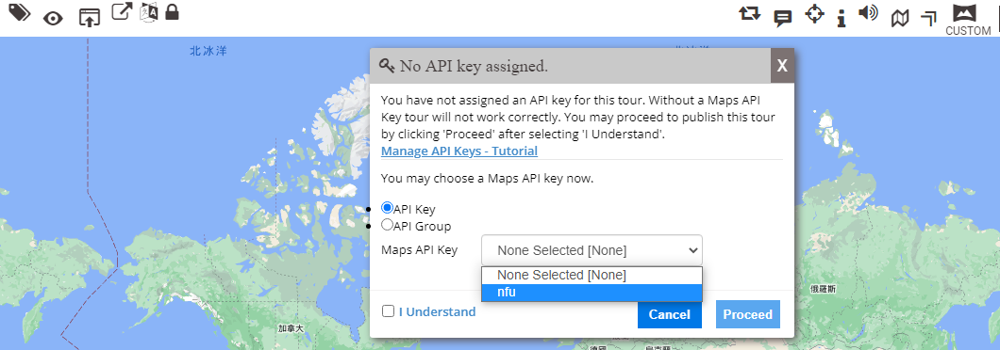 CUSTOM
北冰洋
No API key assigned.
X
You have not assigned an API key for this tour. Without a Maps API
Key tour will not work correctly. You may proceed to publish this tour
by clicking 'Proceed' after selecting 'I Understand'.
Manage API Keys - Tutorial
You may choose a Maps API key now.
API Key
API Group
Maps API Key
None Selected [None]
None Selected [None]
nfu
I Understand
Cancel
Proceed
俄羅斯
加拿大